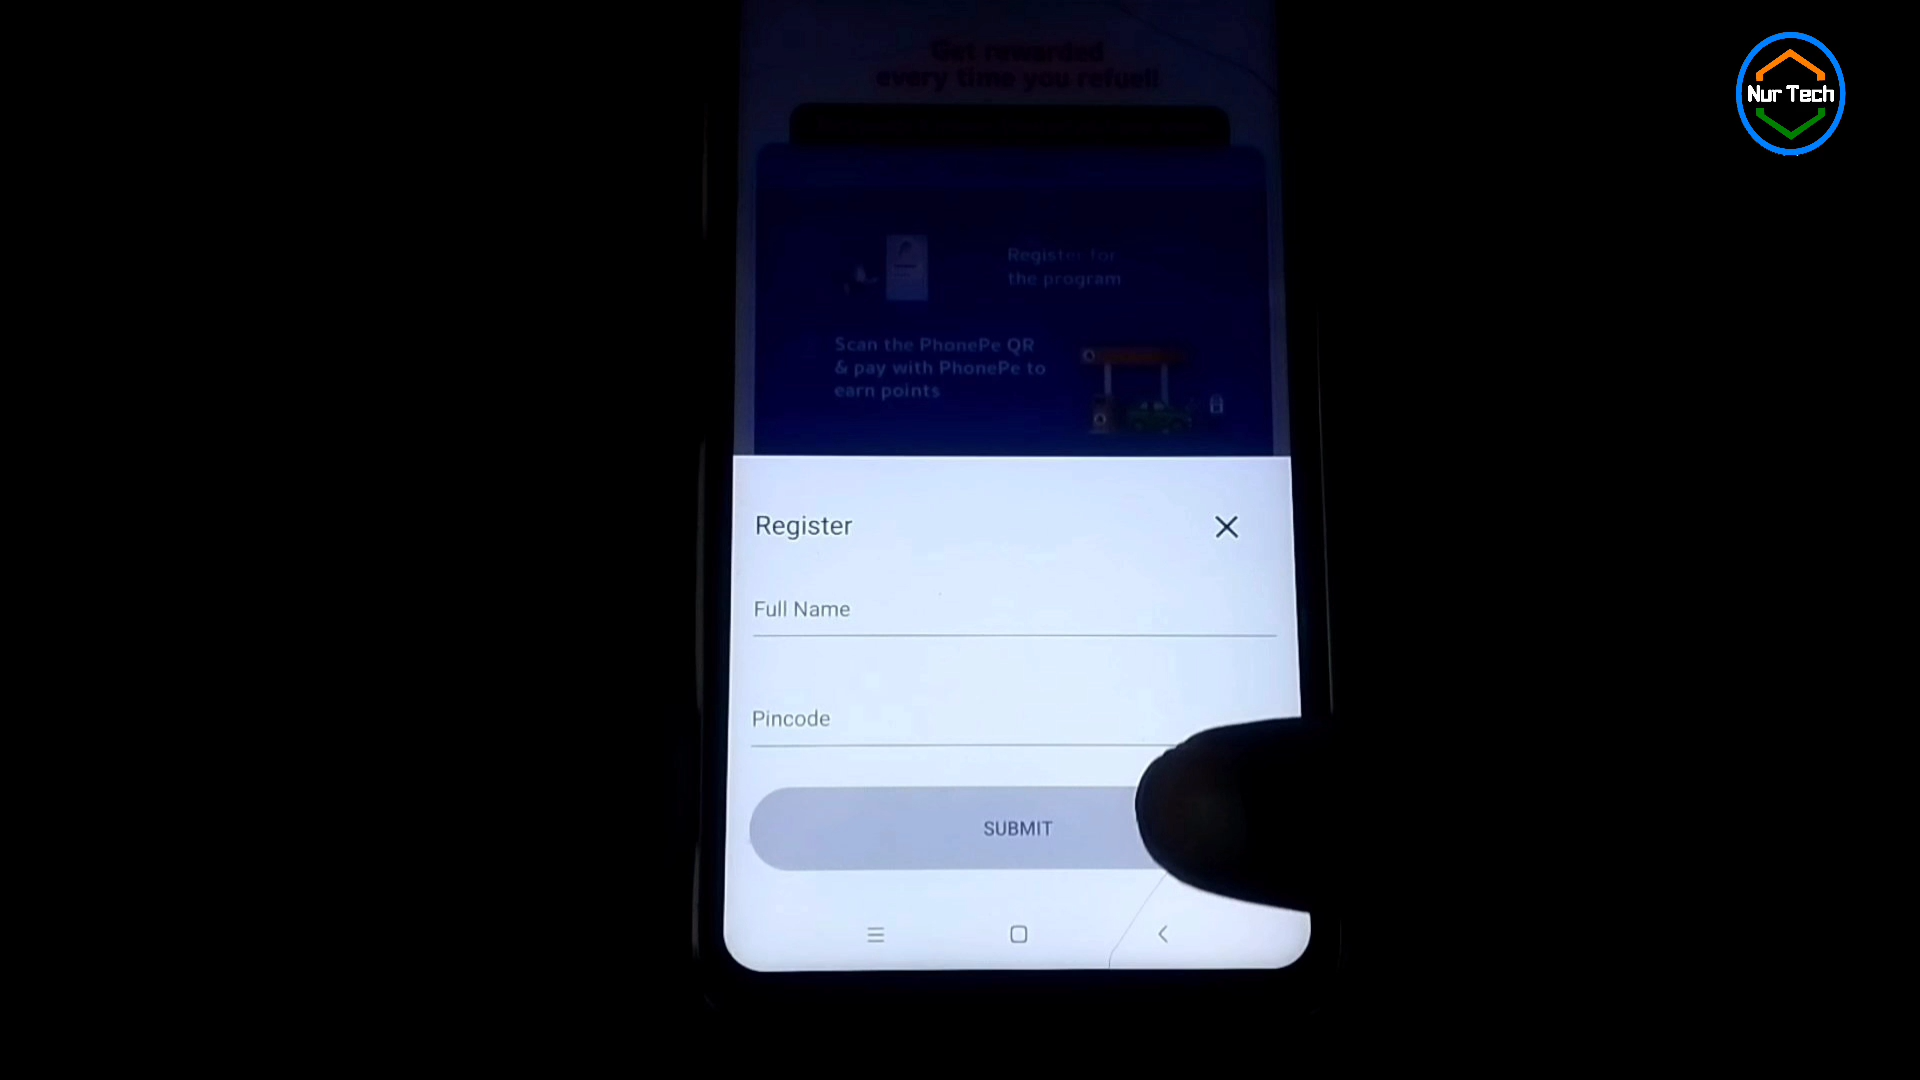 Get rewarded
every time you refuel!
Register for
the program
Scan the PhonePe QR
& pay with PhonePe to
earn points
Register
Full Name
Pincode
SUBMIT
Nur Tech